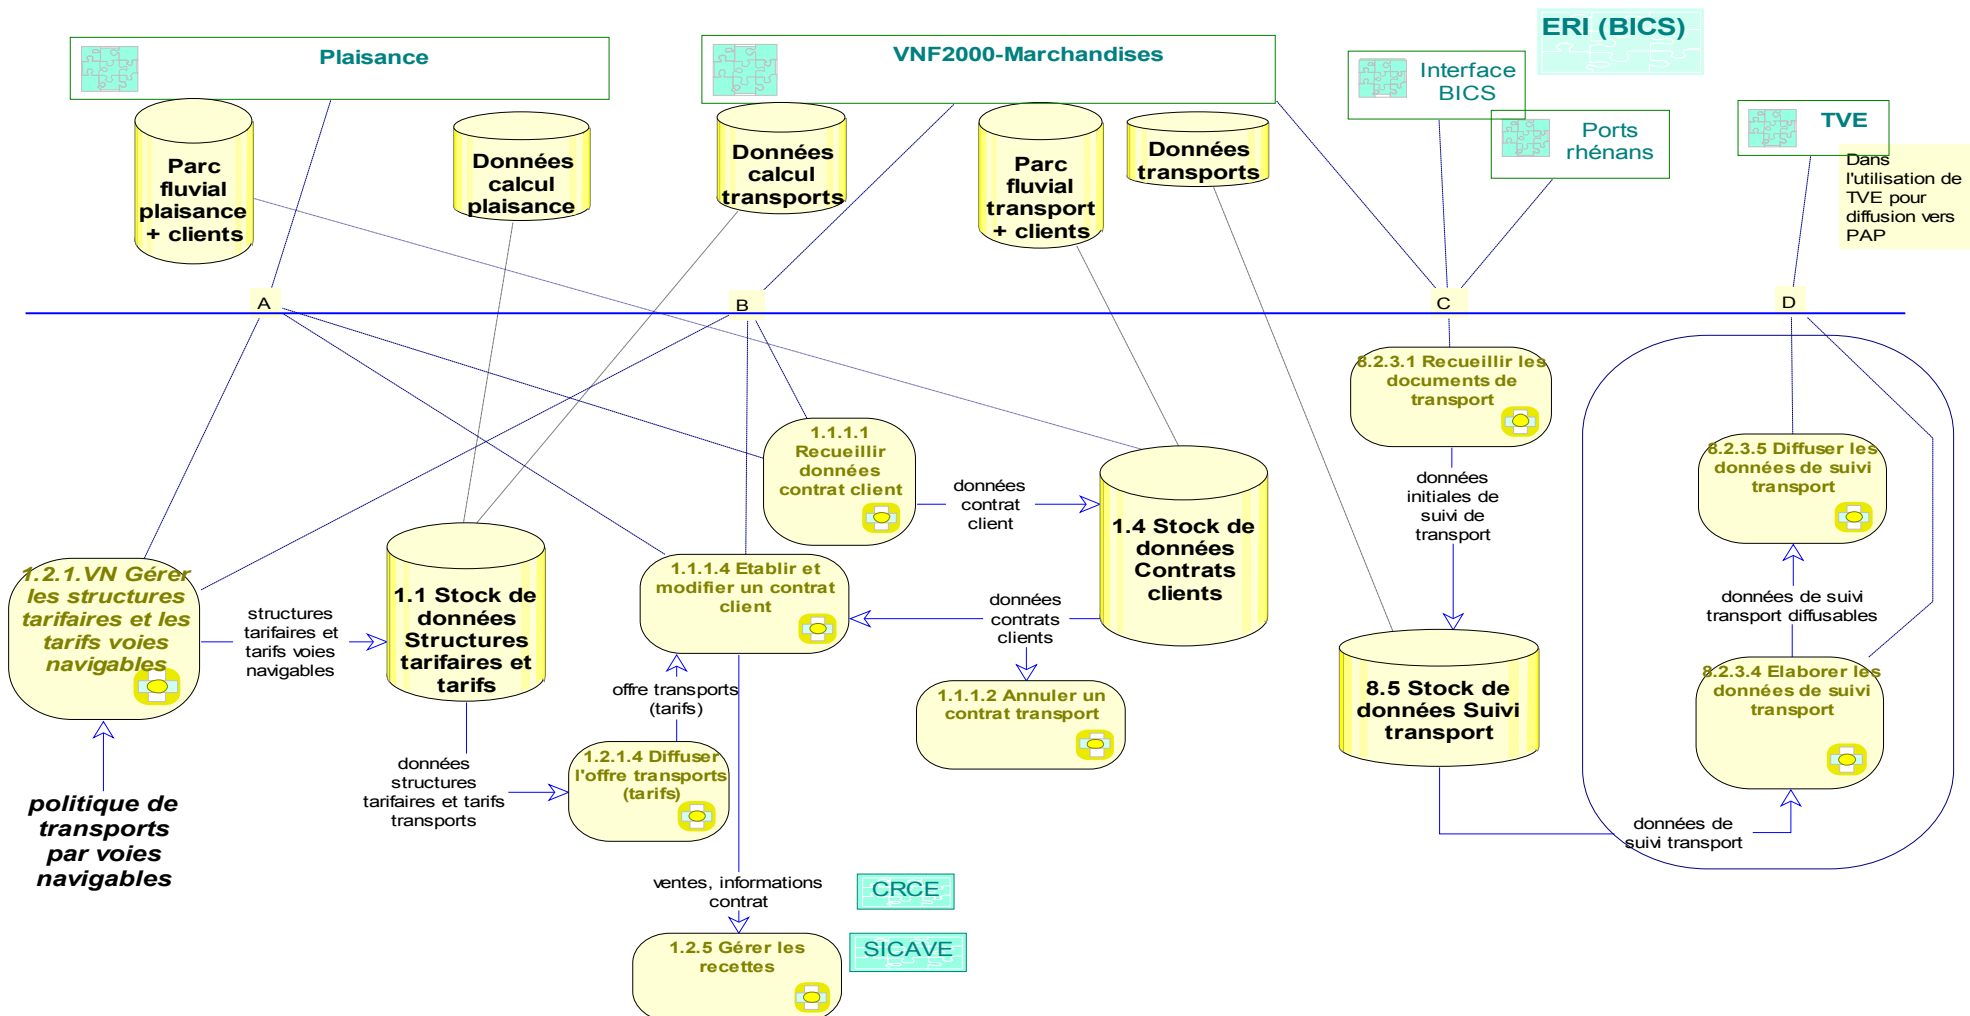 ERI (BICS)
Plaisance
VNF2000-Marchandises
Interface
BICS
Ports
rhénans
TVE
Dans
l'utilisation de
TVE pour
diffusion vers
PAP
Parc
fluvial
plaisance
+ clients
Données
calcul
plaisance
Données
calcul
transports
Parc
fluvial
transport
+ clients
Données
transports
A
B
C
D
8.2.3.1 Recueillir les
documents de
transport
1.1.1.1
Recueillir
données
contrat client
données
contrat
client
1.4 Stock de
données
Contrats
clients
données
initiales de
suivi de
transport
8.2.3.5 Diffuser les
données de suivi
transport
1.2.1.VN Gérer
les structures
tarifaires et les
tarifs voies
navigables
structures
tarifaires et
tarifs voies
navigables
1.1 Stock de
données
Structures
tarifaires et
tarifs
1.1.1.4 Etablir et
modifier un contrat
client
données
contrats
clients
données de suivi
transport diffusables
offre transports
(tarifs)
1.1.1.2 Annuler un
contrat transport
8.5 Stock de
données Suivi
transport
8.2.3.4 Elaborer les
données de suivi
transport
politique de
transports
par voies
navigables
données
structures
tarifaires et tarifs
transports
1.2.1.4 Diffuser
l'offre transports
(tarifs)
données de
suivi transport
ventes, informations
contrat
CRCE
SICAVE
1.2.5 Gérer les
recettes